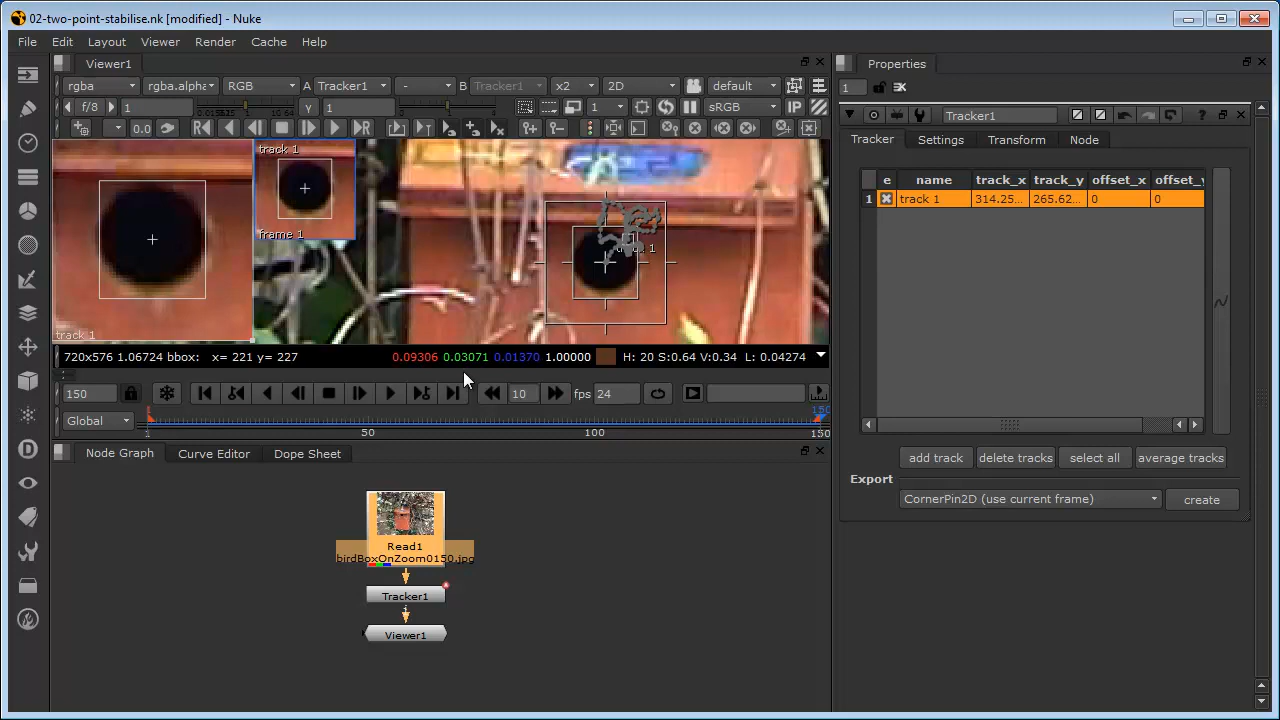 02-two-point-stabilise.nk [modified] - Nuke
File Edit Layout Viewer Render Cache Help
Viewer1
rgba rgba.alpha RGB A Tracker1 - B Tracker1 x2 2D default
f/8 1 Y 1 1 sRGB IP
0.0
track 1
frame 1
track 1
720x576 1.06724 bbox: x= 221 y= 227 0.09306 0.03071 0.01370 1.00000 H: 20 S:0.64 V:0.34 L: 0.04274
150 10 fps 24
Global 1 1 50 100 150 150
Node Graph Curve Editor Dope Sheet
Read1
birdBoxOnZoom0150.jpg
Tracker1
Viewer1
Properties
1
Tracker1
Tracker Settings Transform Node
e name track_x track_y offset_x offset_y
1 track 1 314.25... 265.62... 0 0
add track delete tracks select all average tracks
Export CornerPin2D (use current frame) create